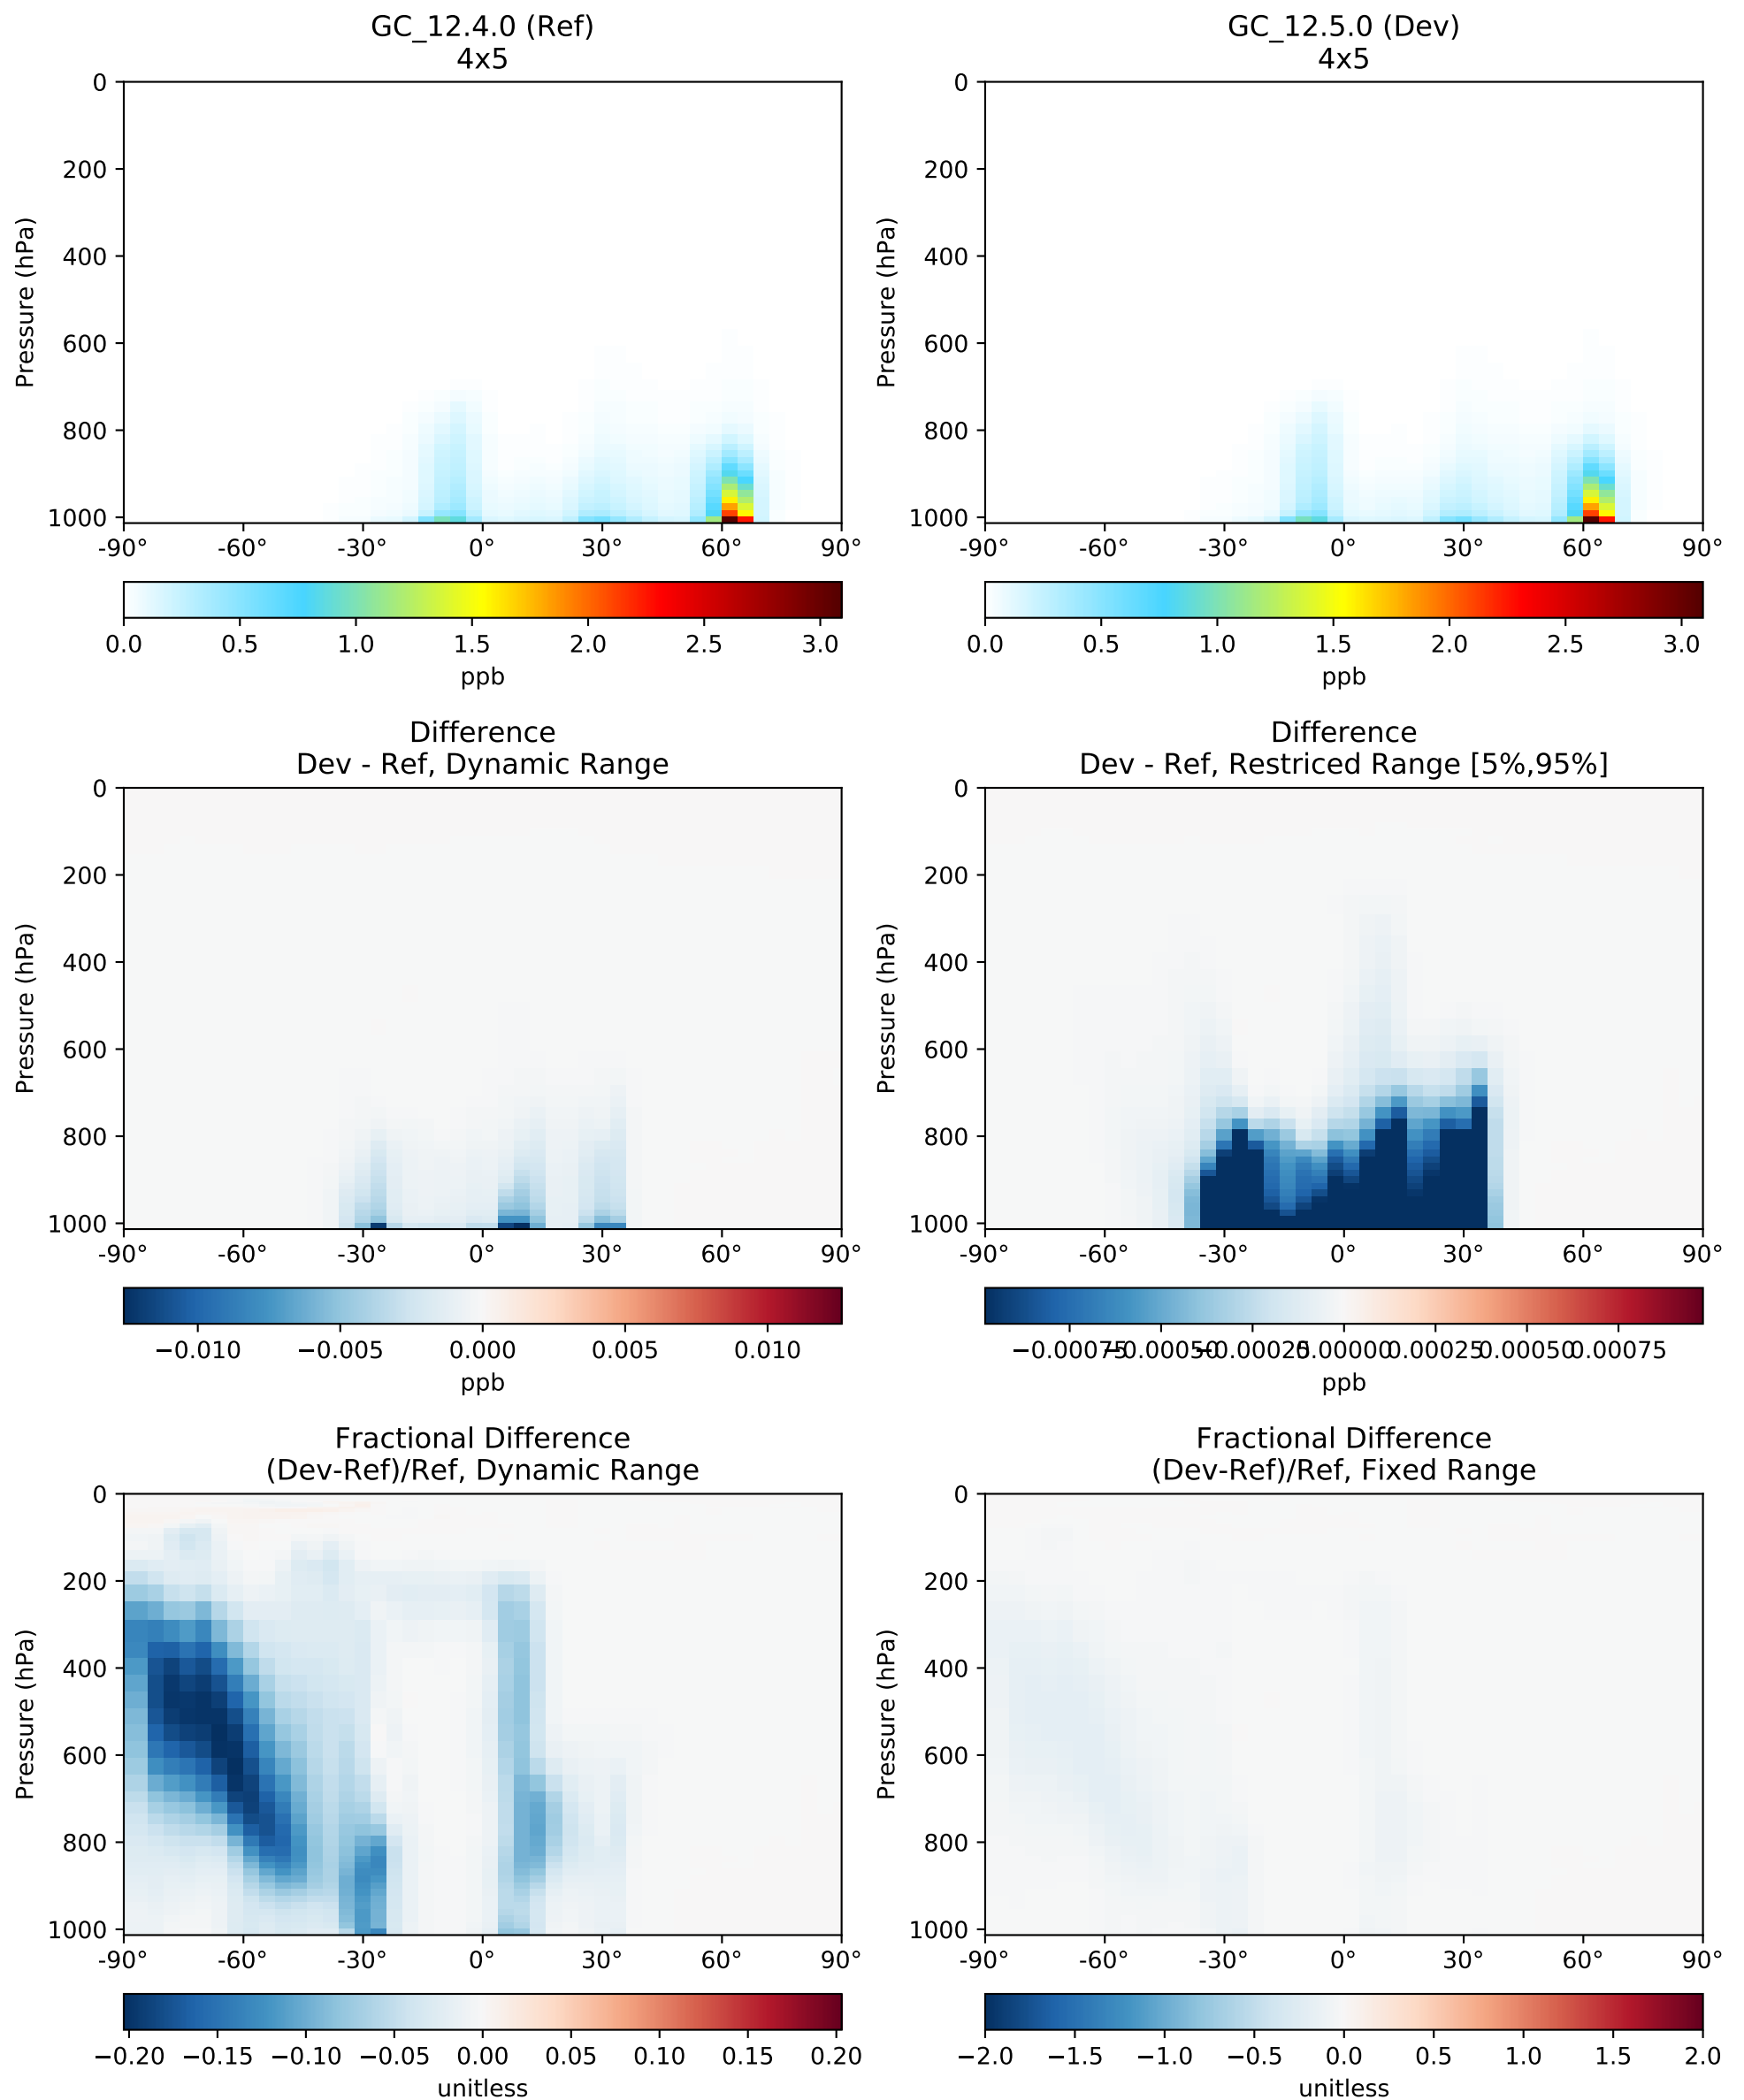 GC_12.4.0 (Ref)
4x5
0
200
400
600
800
1000
Pressure (hPa)
-90° -60° -30° 0° 30° 60° 90°
0.0 0.5 1.0 1.5 2.0 2.5 3.0
ppb
GC_12.5.0 (Dev)
4x5
0
200
400
600
800
1000
Pressure (hPa)
-90° -60° -30° 0° 30° 60° 90°
0.0 0.5 1.0 1.5 2.0 2.5 3.0
ppb
Difference
Dev - Ref, Dynamic Range
0
200
400
600
800
1000
Pressure (hPa)
-90° -60° -30° 0° 30° 60° 90°
−0.010 −0.005 0.000 0.005 0.010
ppb
Difference
Dev - Ref, Restriced Range [5%,95%]
0
200
400
600
800
1000
Pressure (hPa)
-90° -60° -30° 0° 30° 60° 90°
−0.00075 −0.00050 −0.00025 0.00000 0.00025 0.00050 0.00075
ppb
Fractional Difference
(Dev-Ref)/Ref, Dynamic Range
0
200
400
600
800
1000
Pressure (hPa)
-90° -60° -30° 0° 30° 60° 90°
−0.20 −0.15 −0.10 −0.05 0.00 0.05 0.10 0.15 0.20
unitless
Fractional Difference
(Dev-Ref)/Ref, Fixed Range
0
200
400
600
800
1000
Pressure (hPa)
-90° -60° -30° 0° 30° 60° 90°
−2.0 −1.5 −1.0 −0.5 0.0 0.5 1.0 1.5 2.0
unitless